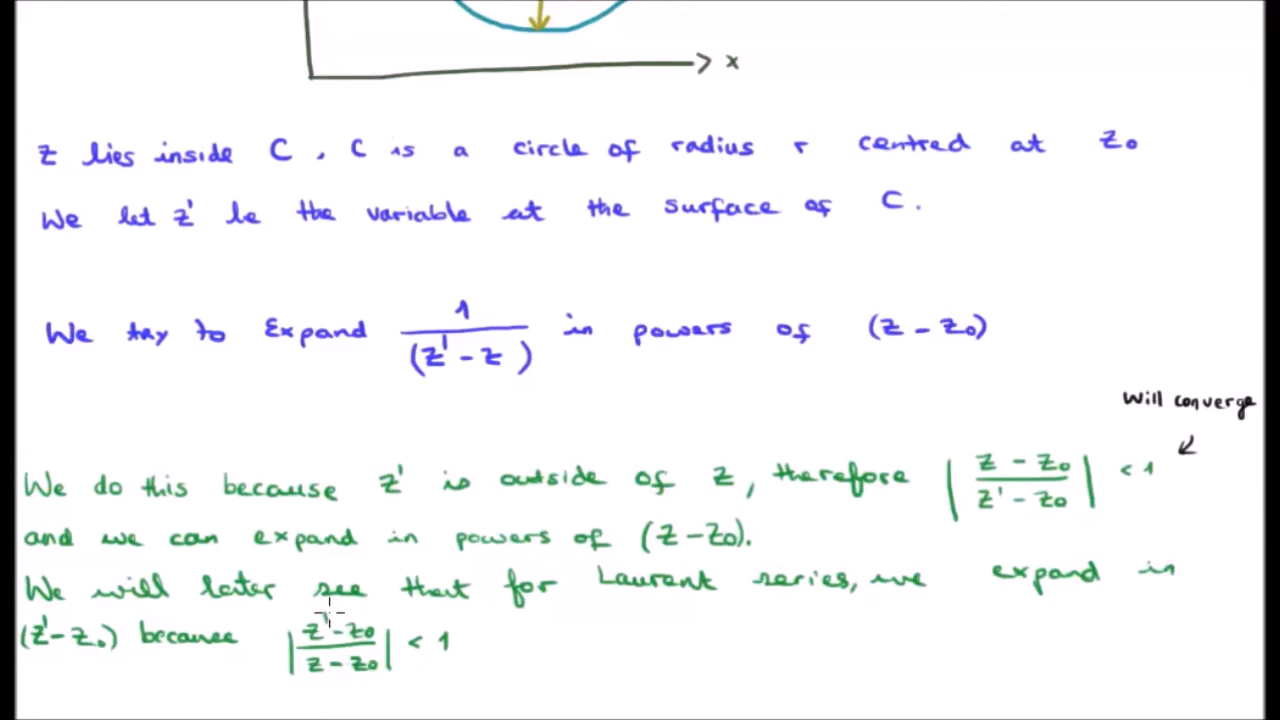 x
z lies inside C, C is a circle of radius r centred at z₀
We let z' be the variable at the surface of C.
We try to Expand 1/(z' - z) in powers of (z - z₀)
Will converge
We do this because z' is outside of z, therefore |(z - z₀)/(z' - z₀)| < 1
and we can expand in powers of (z - z₀).
We will later see that for Laurent series, we expand in
(z' - z₀) because |(z' - z₀)/(z - z₀)| < 1